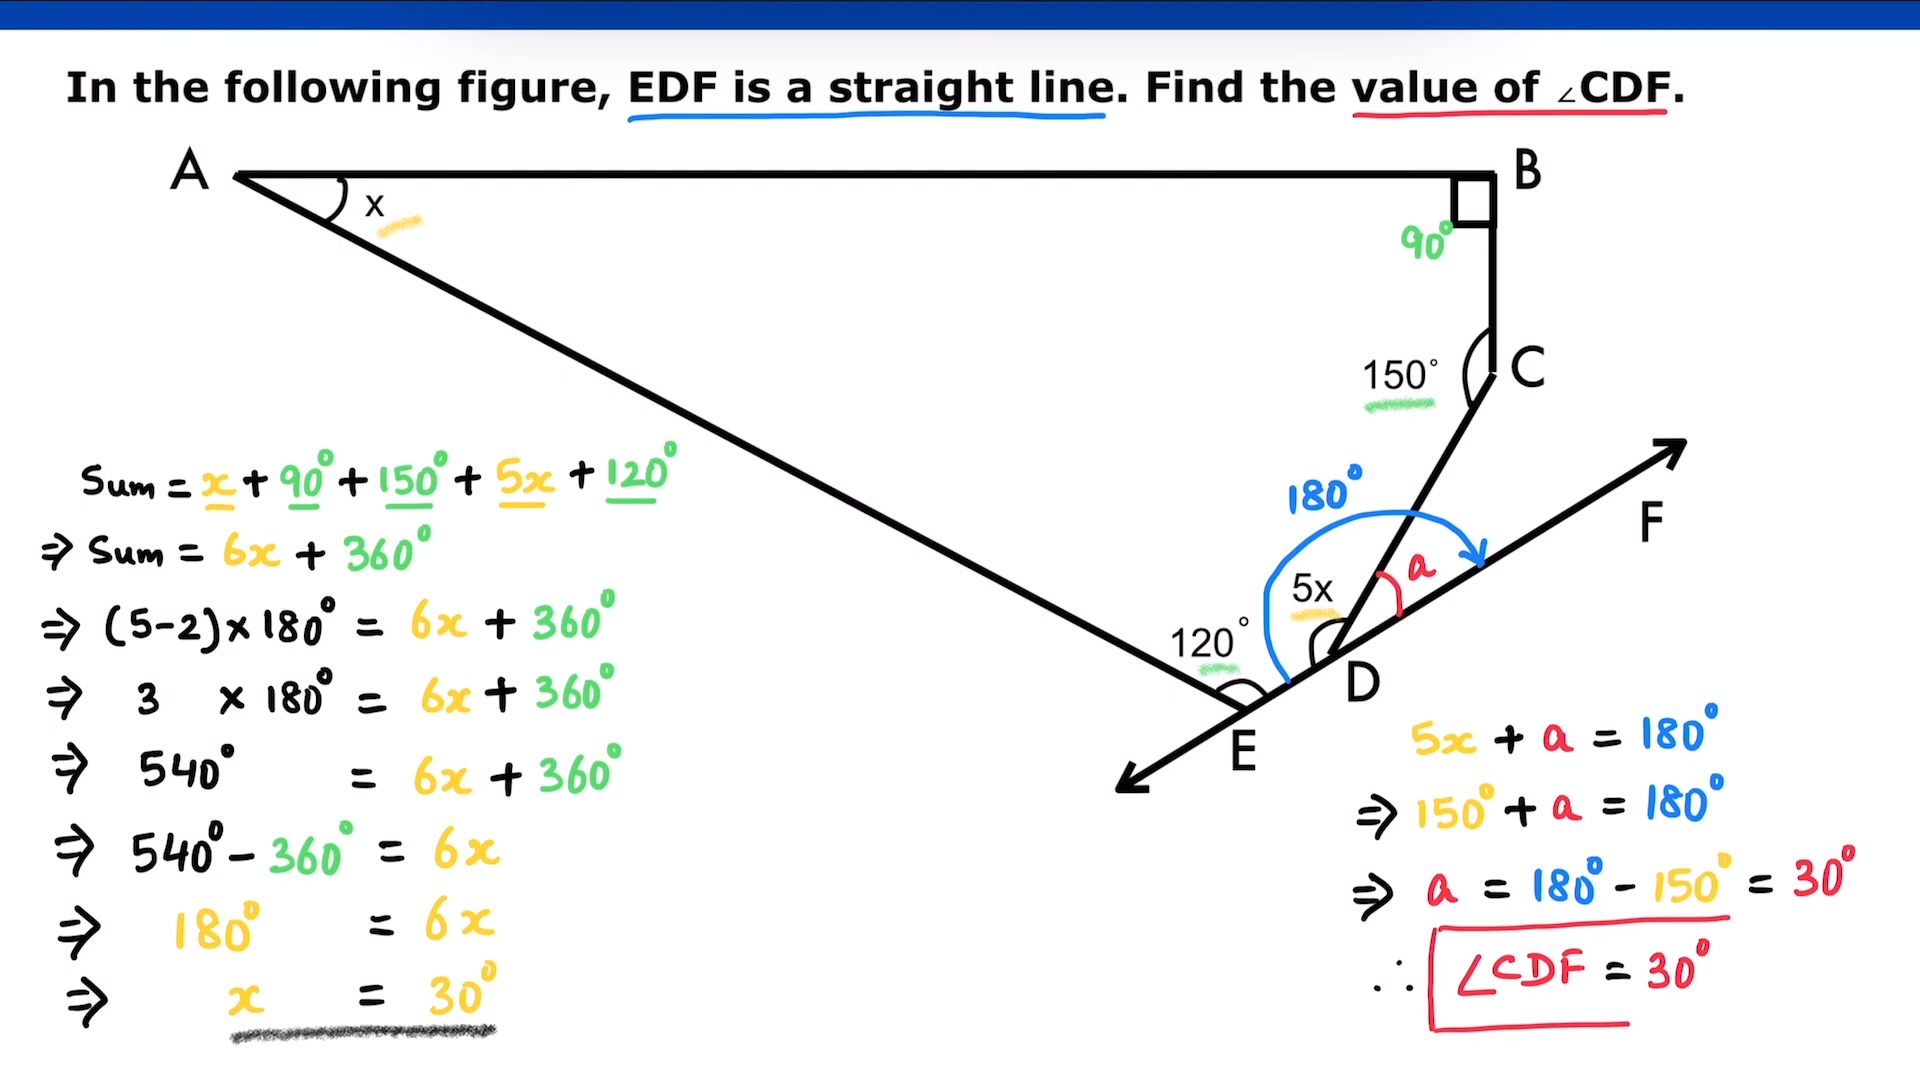 In the following figure, EDF is a straight line. Find the value of ∠CDF.
A
B
x
90°
150°
C
180°
F
a
5x
120°
D
E
Sum = x + 90° + 150° + 5x + 120°
⇒ Sum = 6x + 360°
⇒ (5-2) × 180° = 6x + 360°
⇒ 3 × 180° = 6x + 360°
⇒ 540° = 6x + 360°
⇒ 540° - 360° = 6x
⇒ 180° = 6x
⇒ x = 30°
5x + a = 180°
⇒ 150° + a = 180°
⇒ a = 180° - 150° = 30°
∴ ∠CDF = 30°